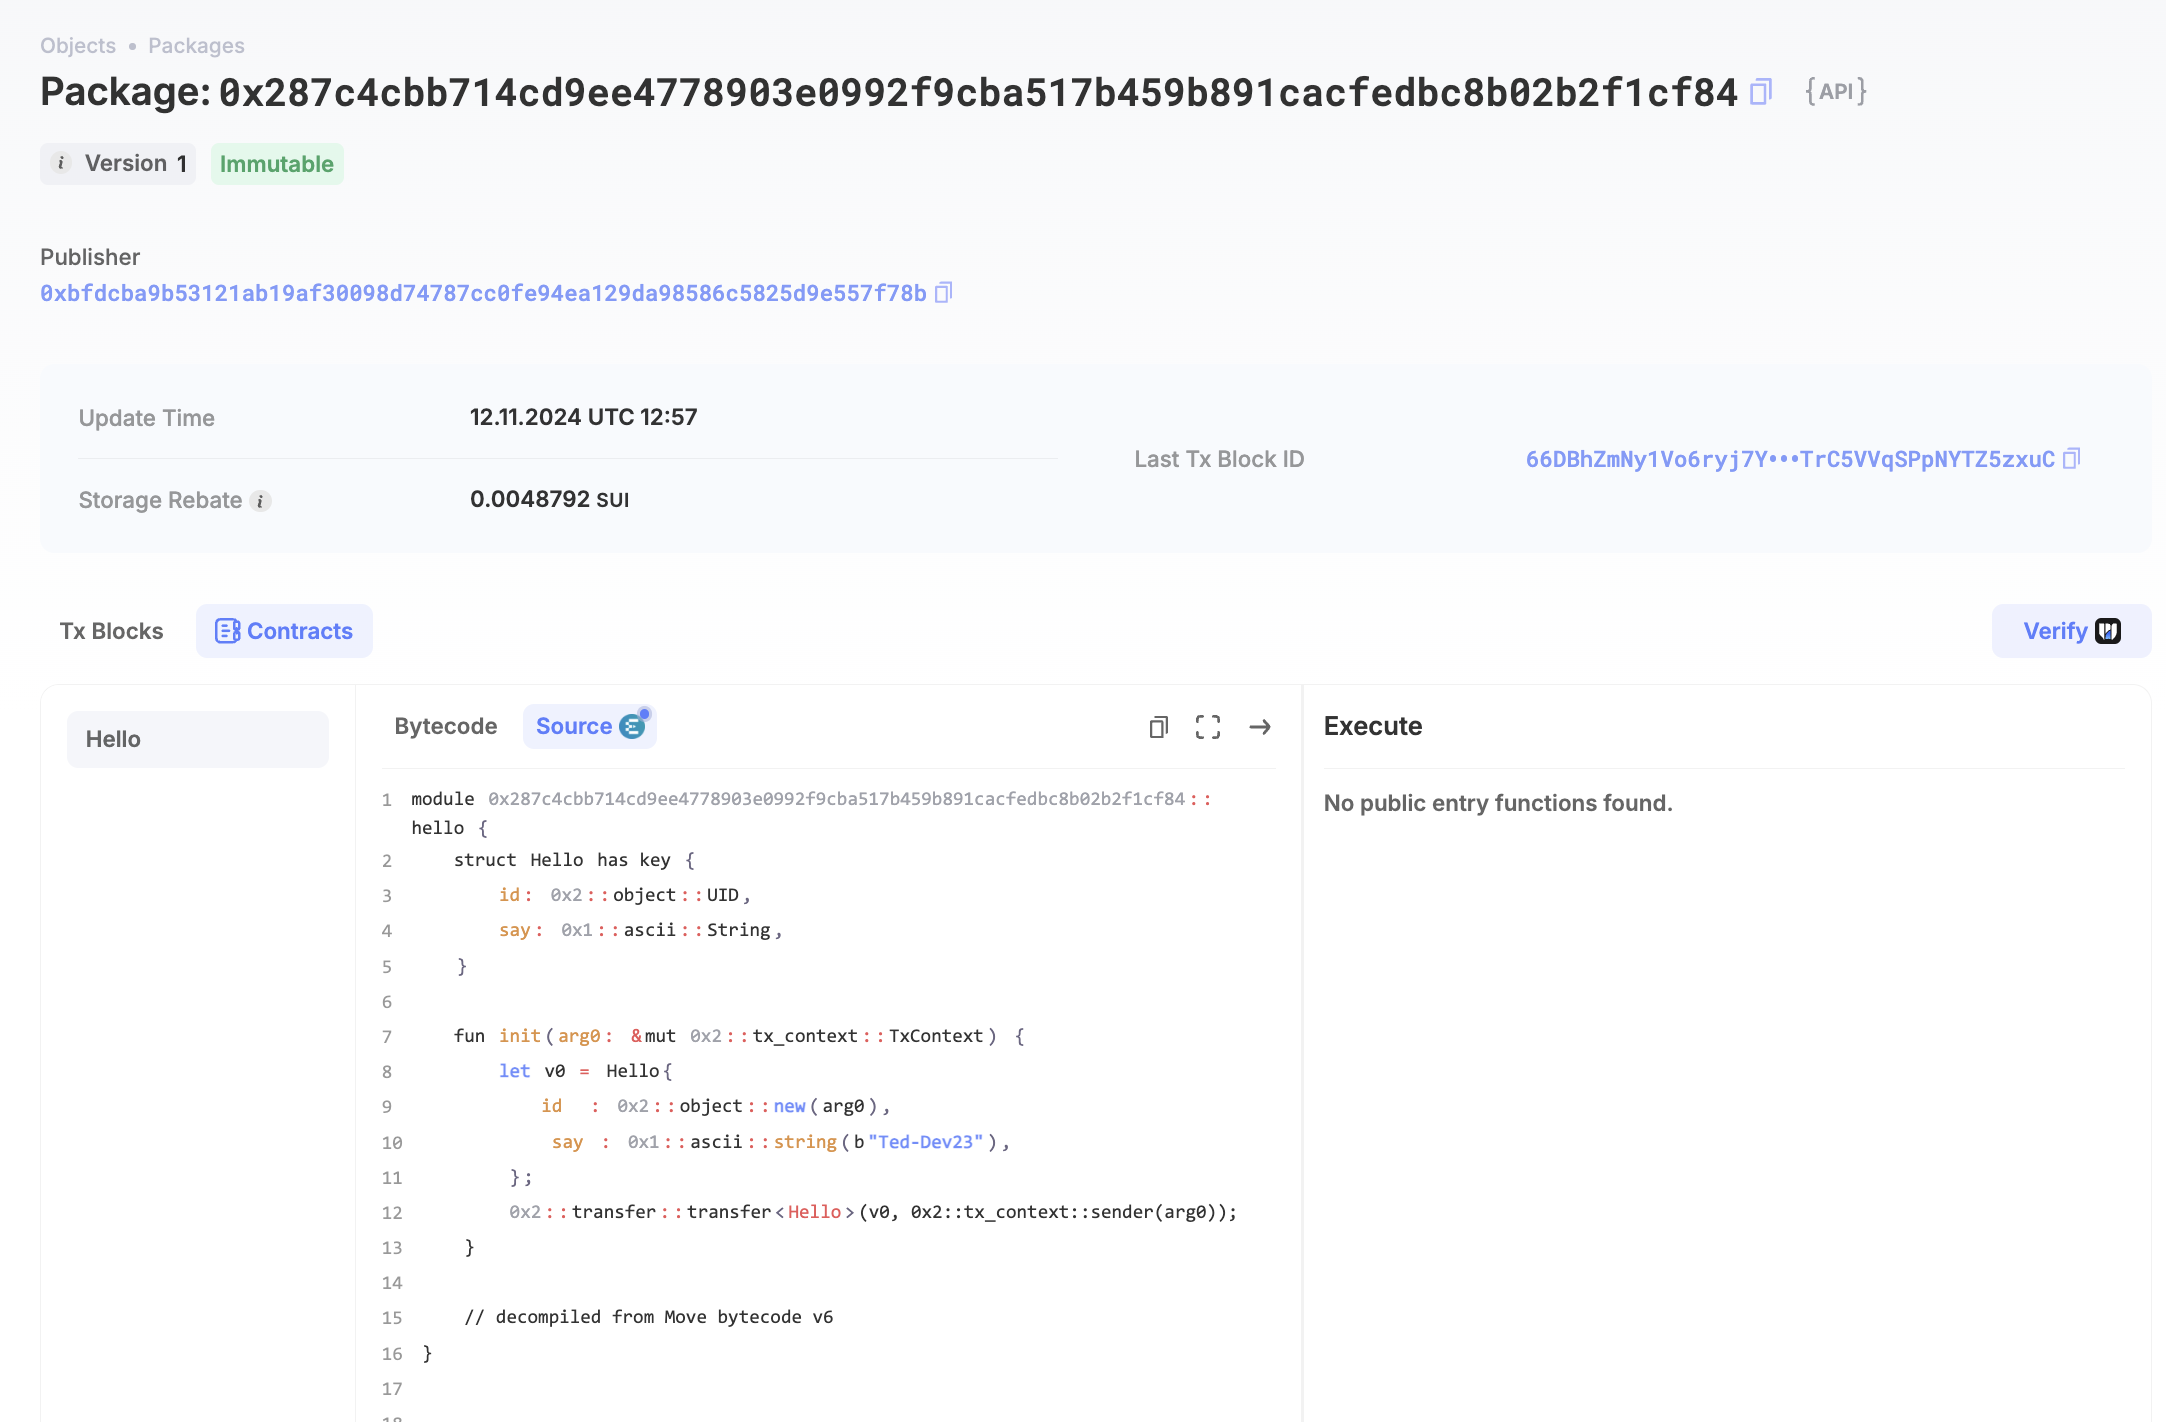 Objects • Packages
Package: 0x287c4cbb714cd9ee4778903e0992f9cba517b459b891cacfedbc8b02b2f1cf84 {API}
i Version 1 Immutable
Publisher
0xbfdcba9b53121ab19af30098d74787cc0fe94ea129da98586c5825d9e557f78b
Update Time 12.11.2024 UTC 12:57
Last Tx Block ID 66DBhZmNy1Vo6ryj7Y•••TrC5VVqSPpNYTZ5zxuC
Storage Rebate i 0.0048792 SUI
Tx Blocks Contracts Verify
Hello
Bytecode Source
1 module 0x287c4cbb714cd9ee4778903e0992f9cba517b459b891cacfedbc8b02b2f1cf84::
hello {
2 struct Hello has key {
3 id: 0x2::object::UID,
4 say: 0x1::ascii::String,
5 }
6
7 fun init(arg0: &mut 0x2::tx_context::TxContext) {
8 let v0 = Hello{
9 id : 0x2::object::new(arg0),
10 say : 0x1::ascii::string(b"Ted-Dev23"),
11 };
12 0x2::transfer::transfer<Hello>(v0, 0x2::tx_context::sender(arg0));
13 }
14
15 // decompiled from Move bytecode v6
16 }
17
Execute
No public entry functions found.